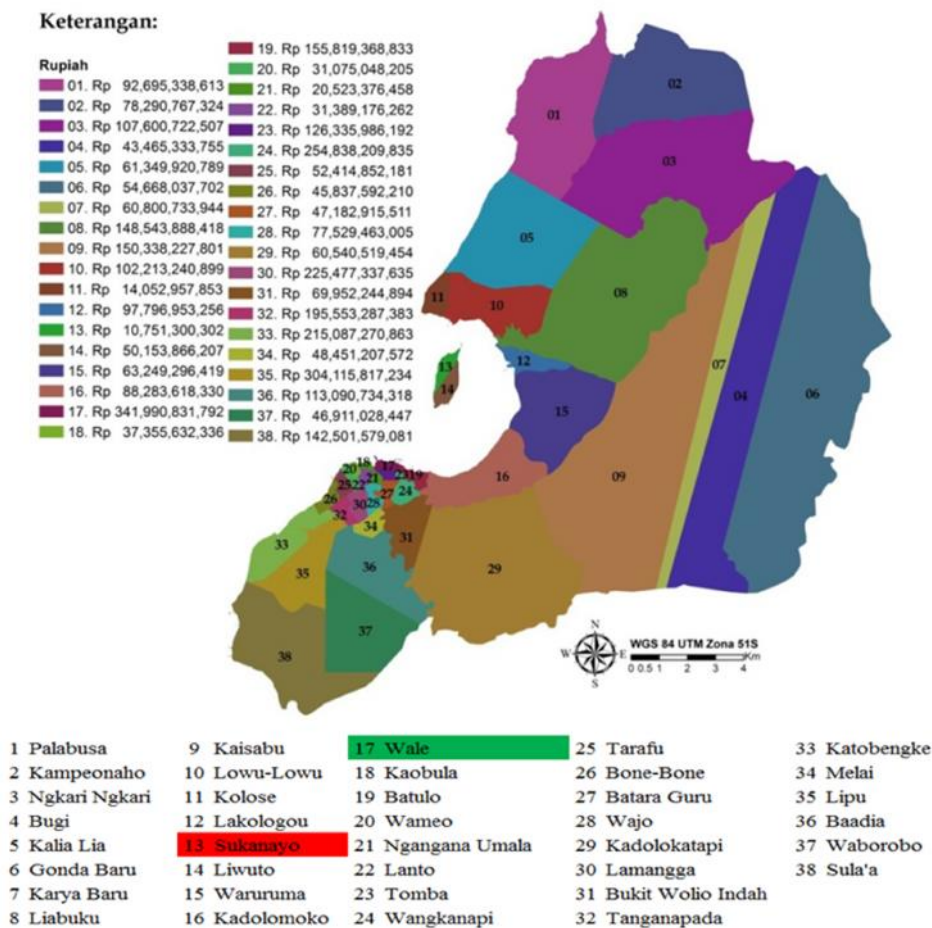 Keterangan:
Rupiah
01. Rp 92,695,338,613
02. Rp 78,290,767,324
03. Rp 107,600,722,507
04. Rp 43,465,333,755
05. Rp 61,349,920,789
06. Rp 54,668,037,702
07. Rp 60,800,733,944
08. Rp 148,543,888,418
09. Rp 150,338,227,801
10. Rp 102,213,240,899
11. Rp 14,052,957,853
12. Rp 97,796,953,256
13. Rp 10,751,300,302
14. Rp 50,153,866,207
15. Rp 63,249,296,419
16. Rp 88,283,618,330
17. Rp 341,990,831,792
18. Rp 37,355,632,336
19. Rp 155,819,368,833
20. Rp 31,075,048,205
21. Rp 20,523,376,458
22. Rp 31,389,176,262
23. Rp 126,335,986,192
24. Rp 254,838,209,835
25. Rp 52,414,852,181
26. Rp 45,837,592,210
27. Rp 47,182,915,511
28. Rp 77,529,463,005
29. Rp 60,540,519,454
30. Rp 225,477,337,635
31. Rp 69,952,244,894
32. Rp 195,553,287,383
33. Rp 215,087,270,863
34. Rp 48,451,207,572
35. Rp 304,115,817,234
36. Rp 113,090,734,318
37. Rp 46,911,028,447
38. Rp 142,501,579,081
02
01
03
05
08
11
10
12
13
14
07
04
06
15
16
09
18
20
17
21
23
19
25
22
24
27
26
30
28
32
34
31
33
36
29
35
37
38
N
W
E
S
WGS 84 UTM Zona 51S
0 0.5 1 2 3 4 Km
1 Palabusa
2 Kampeonaho
3 Ngkari Ngkari
4 Bugi
5 Kalia Lia
6 Gonda Baru
7 Karya Baru
8 Liabuku
9 Kaisabu
10 Lowu-Lowu
11 Kolose
12 Lakologou
13 Sukanayo
14 Liwuto
15 Waruruma
16 Kadolomoko
17 Wale
18 Kaobula
19 Batulo
20 Wameo
21 Ngangana Umala
22 Lanto
23 Tomba
24 Wangkanapi
25 Tarafu
26 Bone-Bone
27 Batara Guru
28 Wajo
29 Kadolokatapi
30 Lamangga
31 Bukit Wolio Indah
32 Tanganapada
33 Katobengke
34 Melai
35 Lipu
36 Baadia
37 Waborobo
38 Sula'a